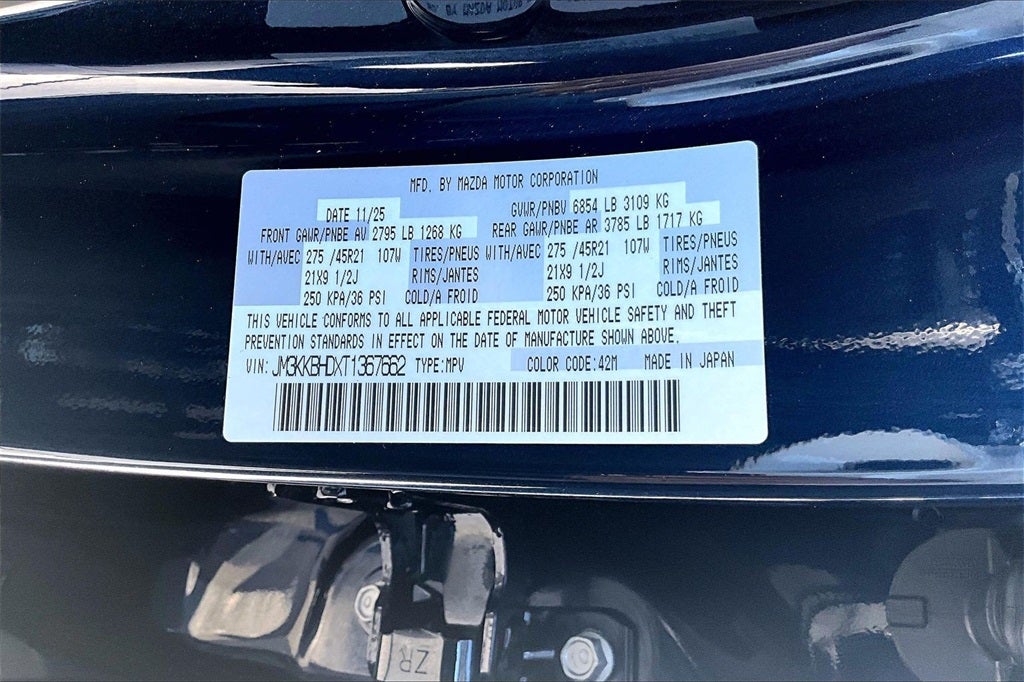 MFD. BY MAZDA MOTOR CORPORATION
DATE 11/25 GVWR/PNBV 6854 LB 3109 KG
FRONT GAWR/PNBE AV 2795 LB 1268 KG REAR GAWR/PNBE AR 3785 LB 1717 KG
WITH/AVEC 275 /45R21 107W TIRES/PNEUS WITH/AVEC 275 /45R21 107W TIRES/PNEUS
21X9 1/2J RIMS/JANTES 21X9 1/2J RIMS/JANTES
250 KPA/36 PSI COLD/A FROID 250 KPA/36 PSI COLD/A FROID
THIS VEHICLE CONFORMS TO ALL APPLICABLE FEDERAL MOTOR VEHICLE SAFETY AND THEFT
PREVENTION STANDARDS IN EFFECT ON THE DATE OF MANUFACTURE SHOWN ABOVE.
VIN: JM3KKBHDXT1367662 TYPE:MPV COLOR CODE:42M MADE IN JAPAN
ZR